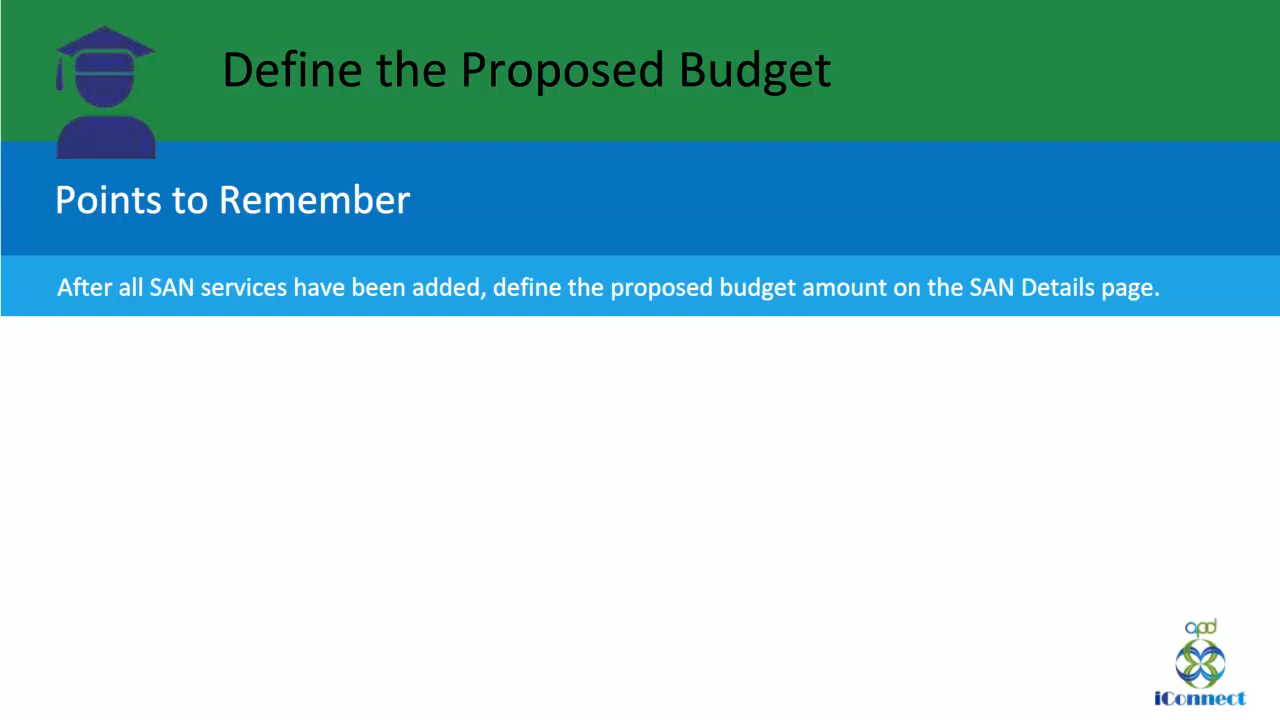 Define the Proposed Budget
Points to Remember
After all SAN services have been added, define the proposed budget amount on the SAN Details page.
apd
iConnect